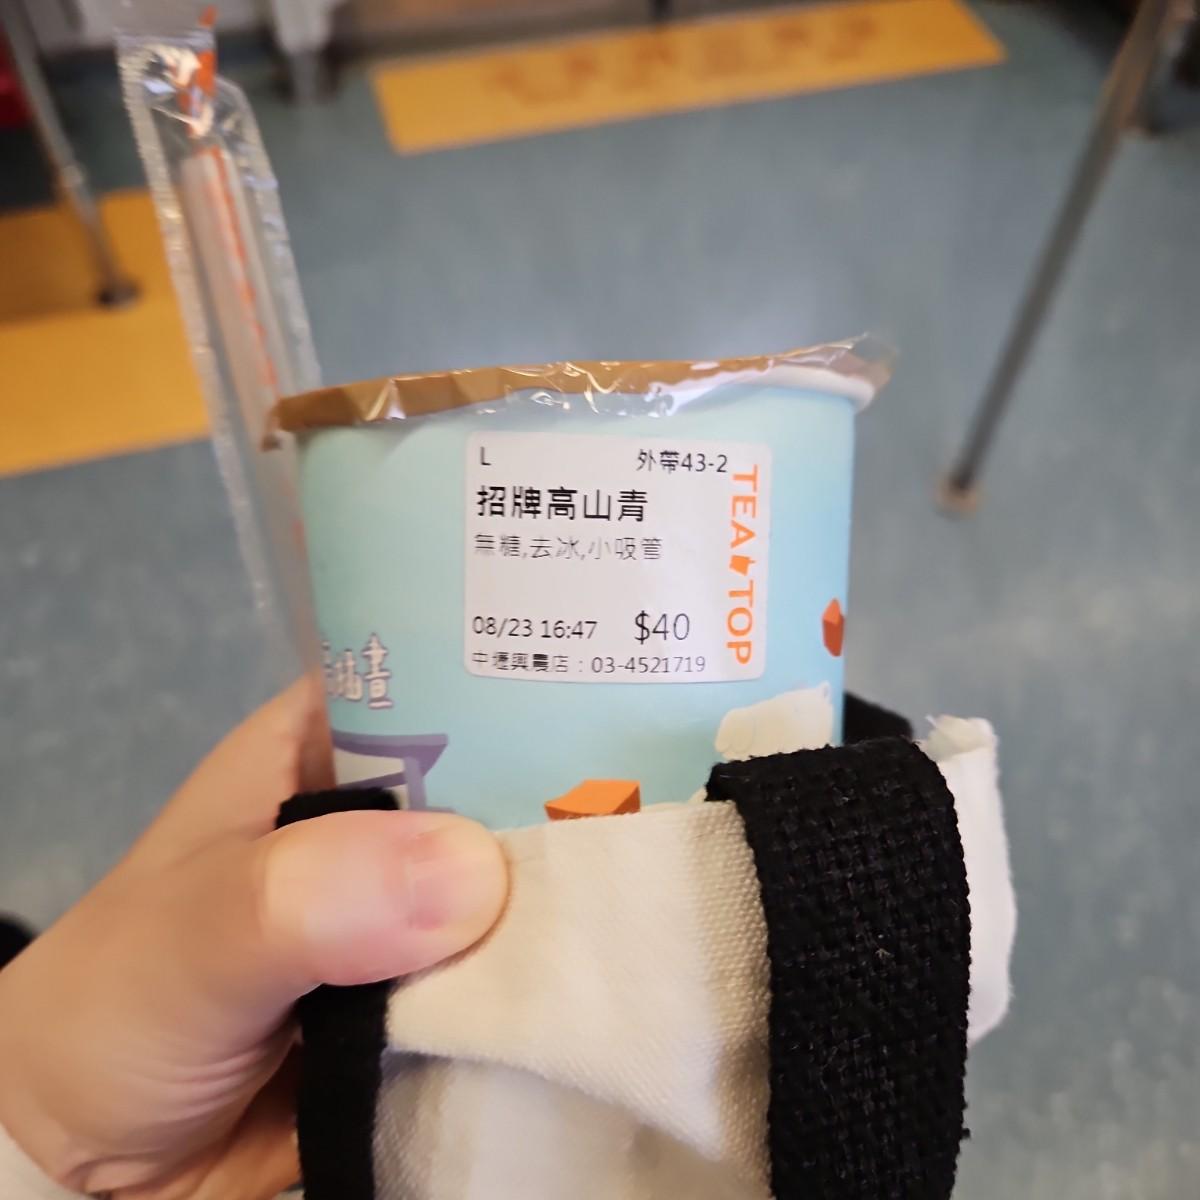 L 外帶43-2
招牌高山青
無糖,去冰,小吸管
08/23 16:47 $40
中壢興農店：03-4521719
TEA TOP